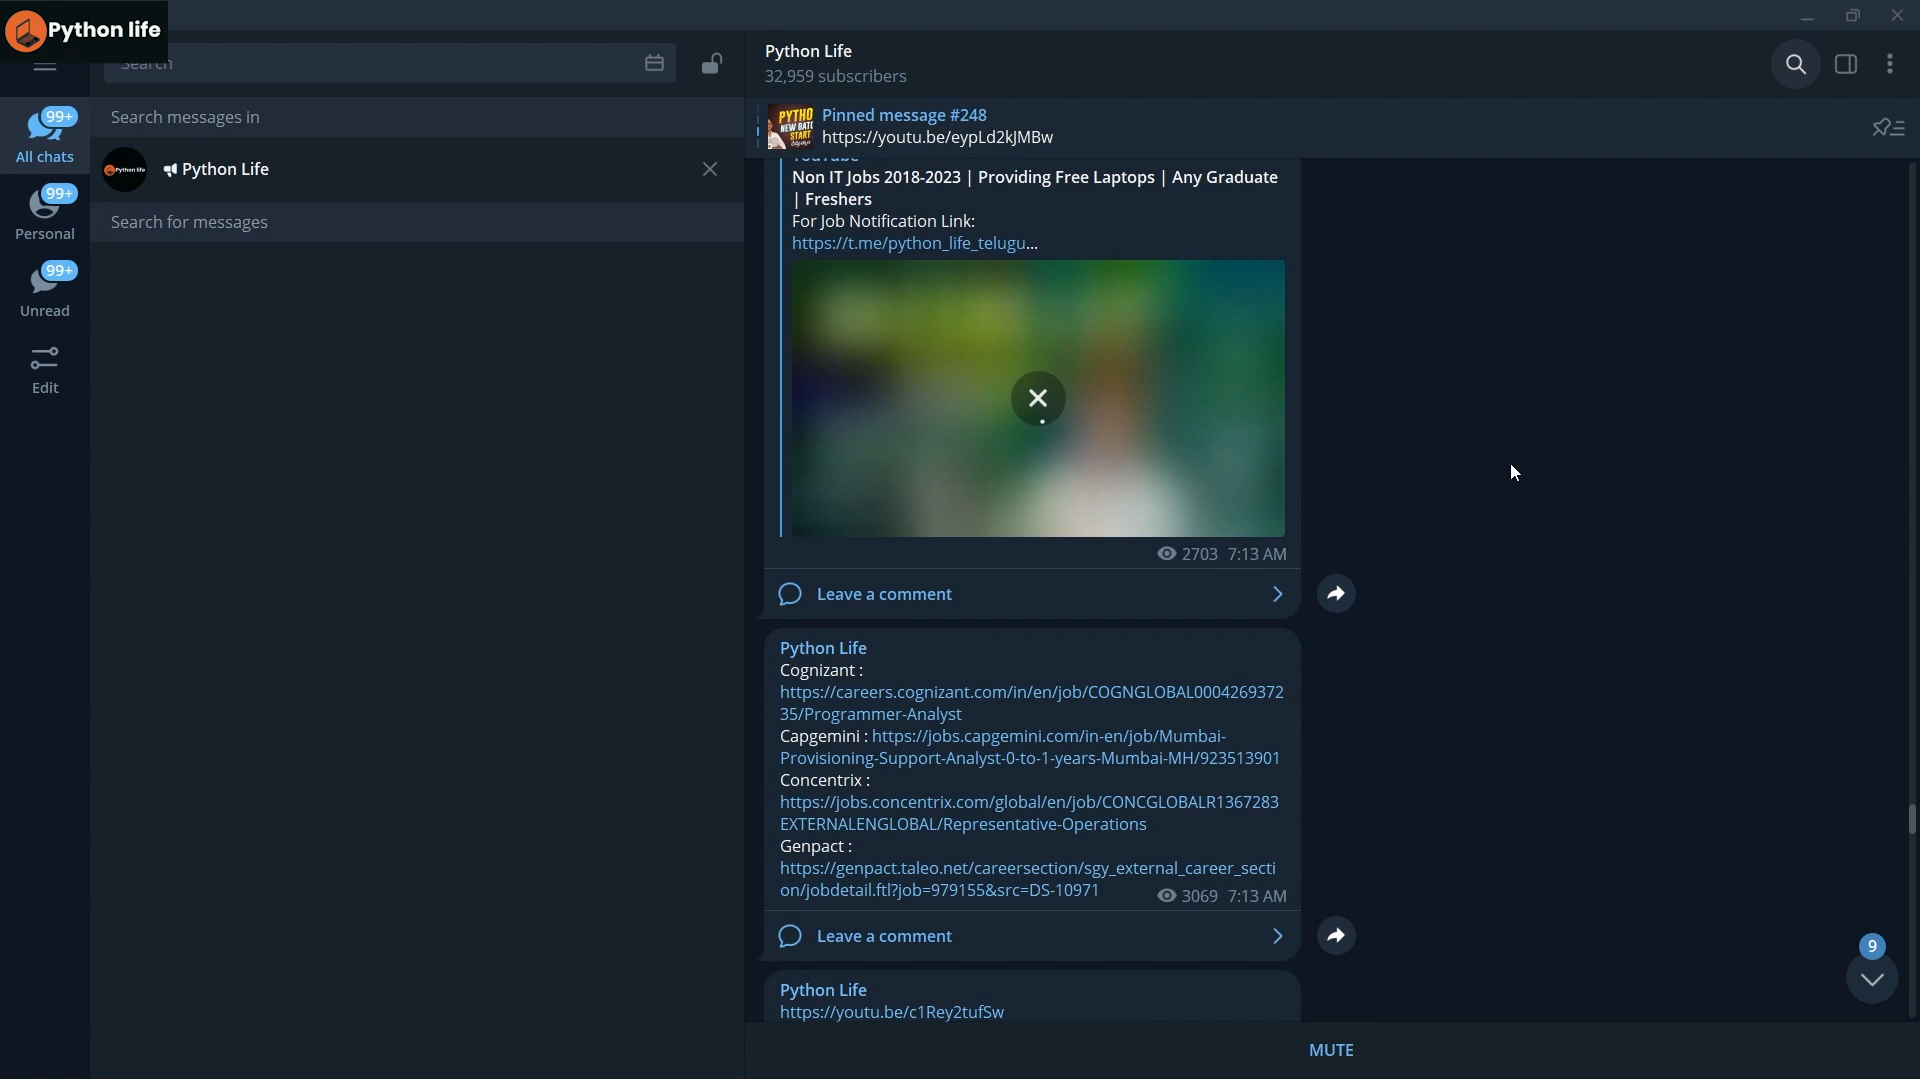 Python life
Search
Search messages in
Python Life
Search for messages
99+
All chats
99+
Personal
99+
Unread
Edit
Python Life
32,959 subscribers
PYTHO
NEW BATC
START
Pinned message #248
https://youtu.be/eypLd2kJMBw
YouTube
Non IT Jobs 2018-2023 | Providing Free Laptops | Any Graduate
| Freshers
For Job Notification Link:
https://t.me/python_life_telugu...
2703 7:13 AM
Leave a comment
Python Life
Cognizant :
https://careers.cognizant.com/in/en/job/COGNGLOBAL0004269372
35/Programmer-Analyst
Capgemini : https://jobs.capgemini.com/in-en/job/Mumbai-
Provisioning-Support-Analyst-0-to-1-years-Mumbai-MH/923513901
Concentrix :
https://jobs.concentrix.com/global/en/job/CONCGLOBALR1367283
EXTERNALENGLOBAL/Representative-Operations
Genpact :
https://genpact.taleo.net/careersection/sgy_external_career_secti
on/jobdetail.ftl?job=979155&src=DS-10971
3069 7:13 AM
Leave a comment
Python Life
https://youtu.be/c1Rey2tufSw
9
MUTE